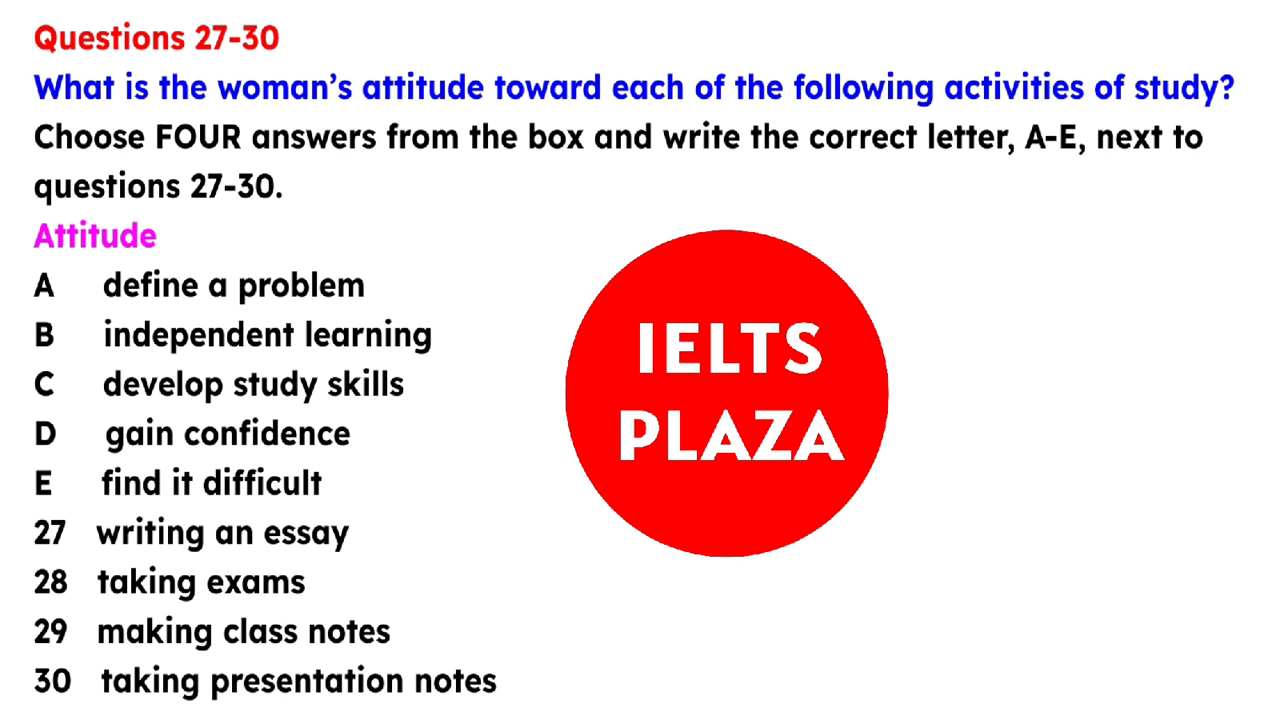 Questions 27-30
What is the woman's attitude toward each of the following activities of study?
Choose FOUR answers from the box and write the correct letter, A-E, next to
questions 27-30.
Attitude
A define a problem
B independent learning
C develop study skills
D gain confidence
E find it difficult
27 writing an essay
28 taking exams
29 making class notes
30 taking presentation notes
IELTS
PLAZA